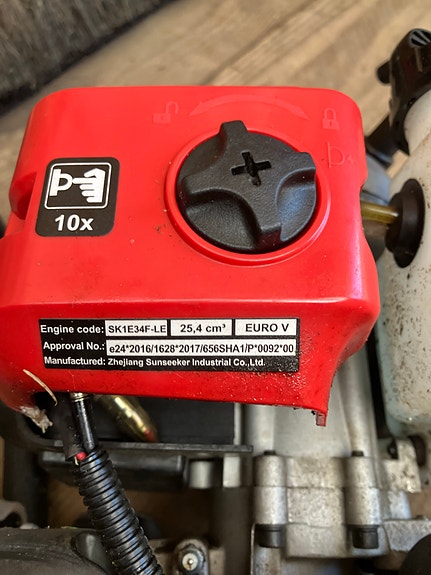 10x
Engine code: SK1E34F-LE 25,4 cm³ EURO V
Approval No.: e24*2016/1628*2017/656SHA1/P*0092*00
Manufactured: Zhejiang Sunseeker Industrial Co.,Ltd.